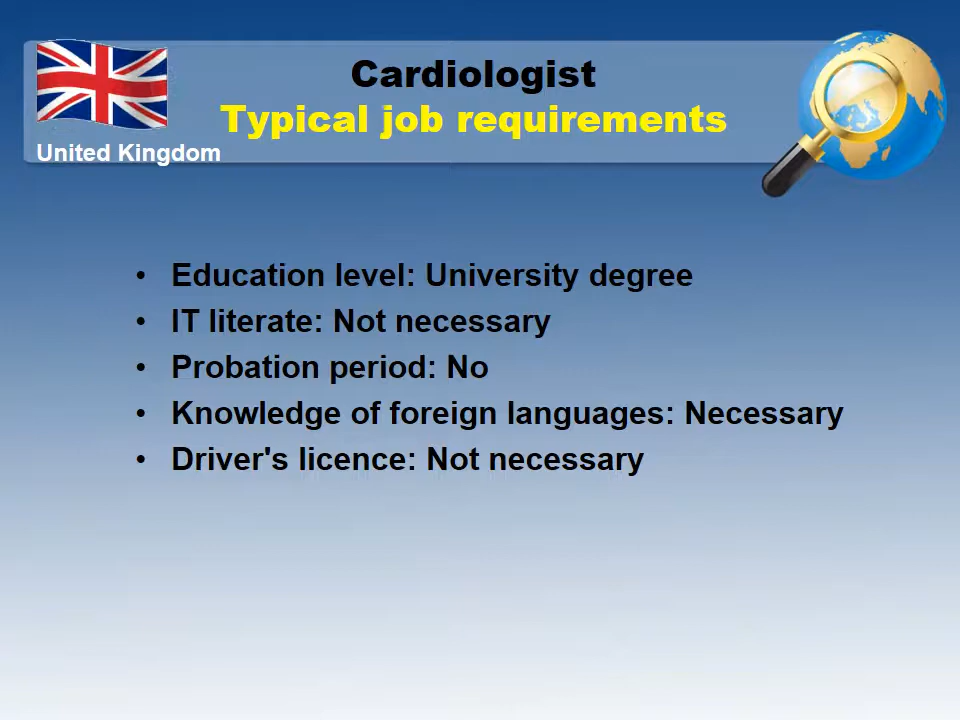 Cardiologist
Typical job requirements
United Kingdom
• Education level: University degree
• IT literate: Not necessary
• Probation period: No
• Knowledge of foreign languages: Necessary
• Driver's licence: Not necessary